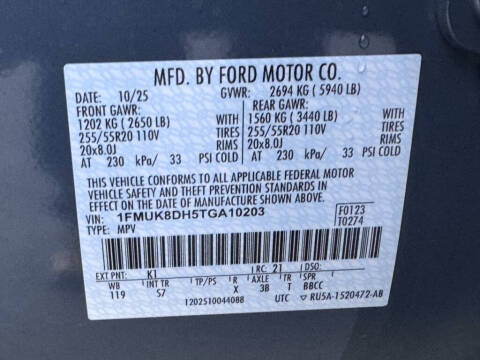 MFD. BY FORD MOTOR CO.
DATE: 10/25 GVWR: 2694 KG ( 5940 LB)
FRONT GAWR: REAR GAWR:
1202 KG ( 2650 LB) WITH 1560 KG ( 3440 LB) WITH
255/55R20 110V TIRES 255/55R20 110V TIRES
20x8.0J RIMS 20x8.0J RIMS
AT 230 kPa/ 33 PSI COLD AT 230 kPa/ 33 PSI COLD
THIS VEHICLE CONFORMS TO ALL APPLICABLE FEDERAL MOTOR
VEHICLE SAFETY AND THEFT PREVENTION STANDARDS IN EFFECT
ON THE DATE OF MANUFACTURE SHOWN ABOVE.
VIN: 1FMUK8DH5TGA10203 F0123
TYPE: MPV T0274
EXT PNT: K1 RC: 21 DSO:
WB INT TR TP/PS R AXLE TR SPRING
119 S7 X 3B T BBCC
1202510044088 UTC RU5A-1520472-AB